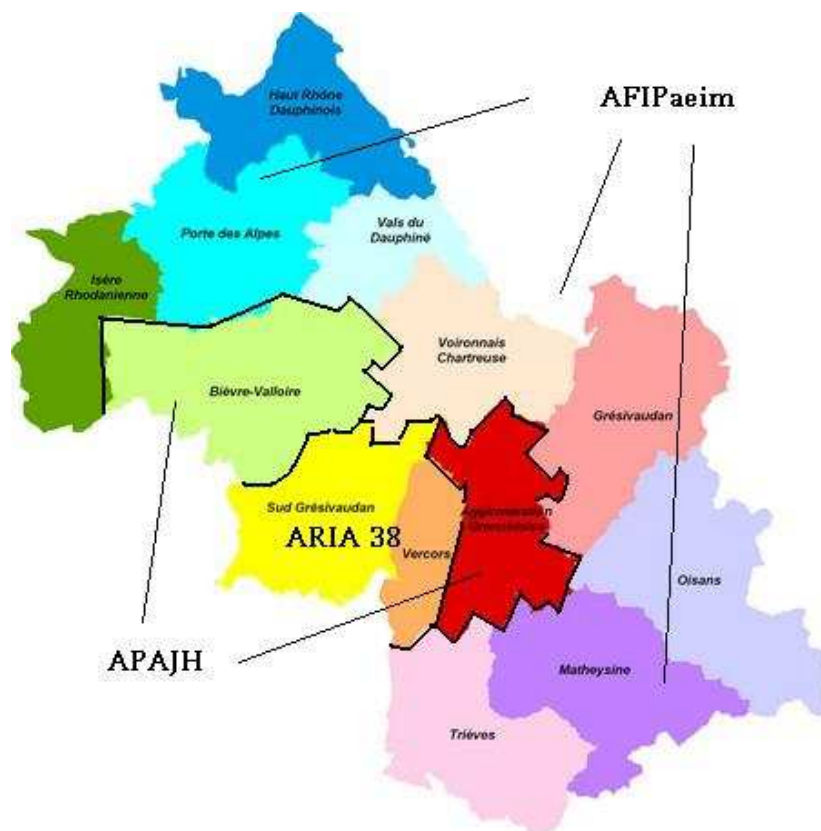 Haut Rhône
Dauphinois
AFIPaeim
Porte des Alpes
Vals du
Dauphiné
Isère
Rhodanienne
Voironnais
Chartreuse
Bièvre-Valloire
Grésivaudan
Sud Grésivaudan
Agglomération
ARIA 38
Vercors
Oisans
APAJH
Matheysine
Trièves